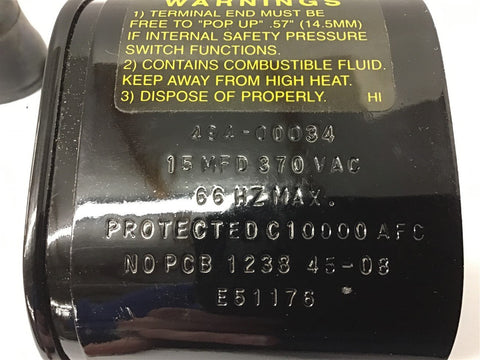 WARNINGS
1) TERMINAL END MUST BE
FREE TO "POP UP" .57" (14.5MM)
IF INTERNAL SAFETY PRESSURE
SWITCH FUNCTIONS.
2) CONTAINS COMBUSTIBLE FLUID.
KEEP AWAY FROM HIGH HEAT.
3) DISPOSE OF PROPERLY. HI
49A-00034
15 MFD 370 VAC
66 HZ MAX.
PROTECTED C10000 AFC
NO PCB 1238 45-08
E51176